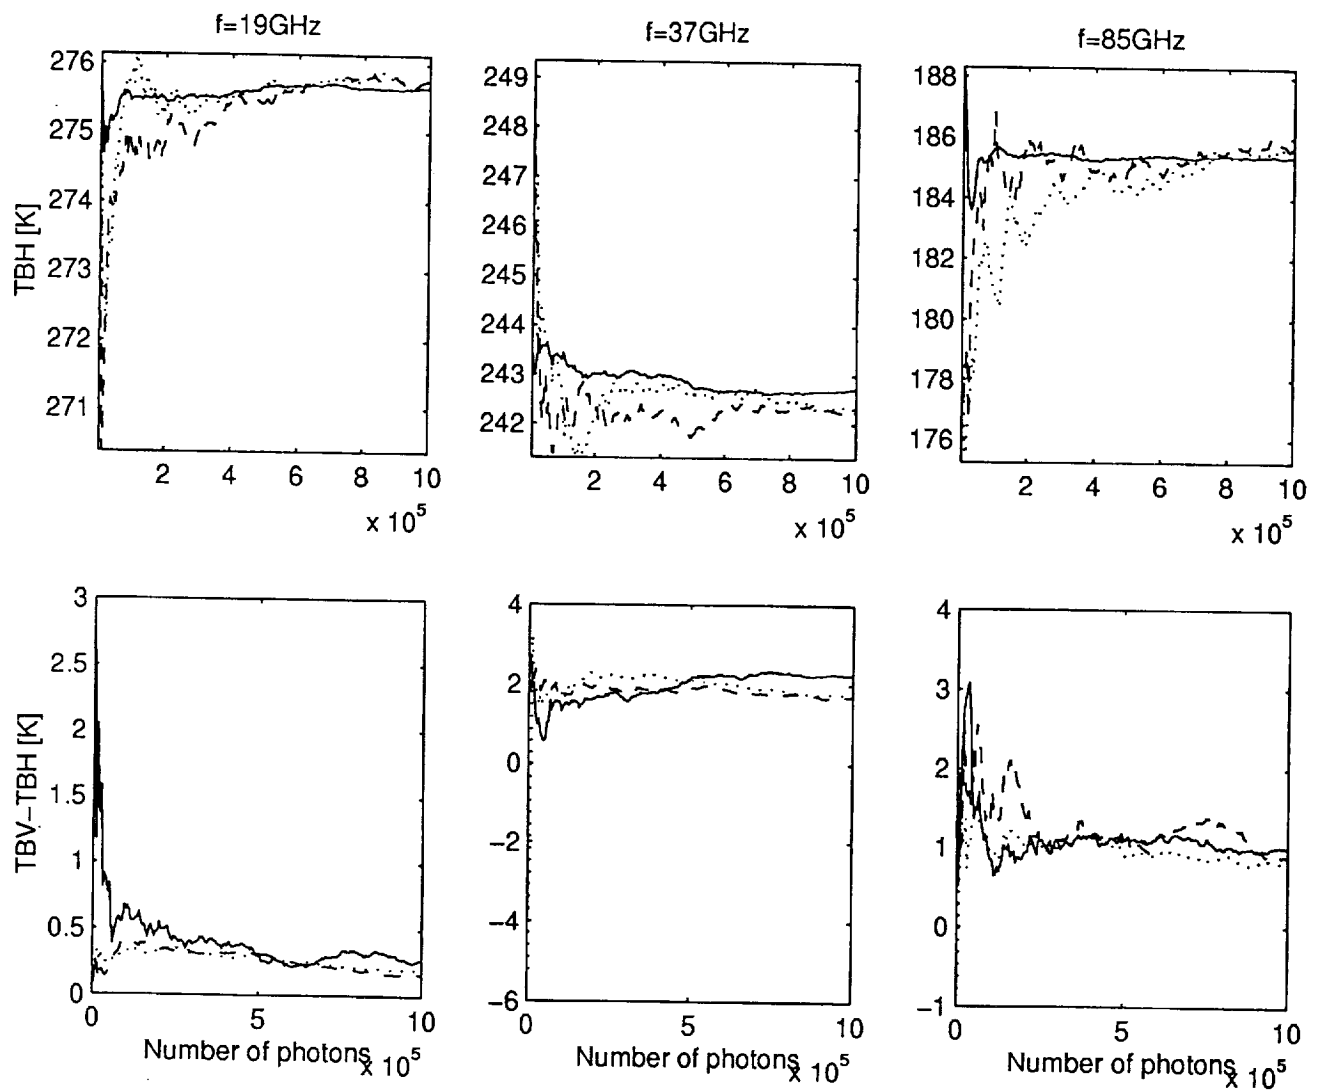 f=19GHz
f=37GHz
f=85GHz
TBH [K]
276
275
274
273
272
271
2 4 6 8 10
x 10^5
249
248
247
246
245
244
243
242
2 4 6 8 10
x 10^5
188
186
184
182
180
178
176
2 4 6 8 10
x 10^5
TBV−TBH [K]
3
2.5
2
1.5
1
0.5
0
0 5 10
Number of photons
x 10^5
4
2
0
−2
−4
−6
0 5 10
Number of photons
x 10^5
4
3
2
1
0
−1
0 5 10
Number of photons
x 10^5